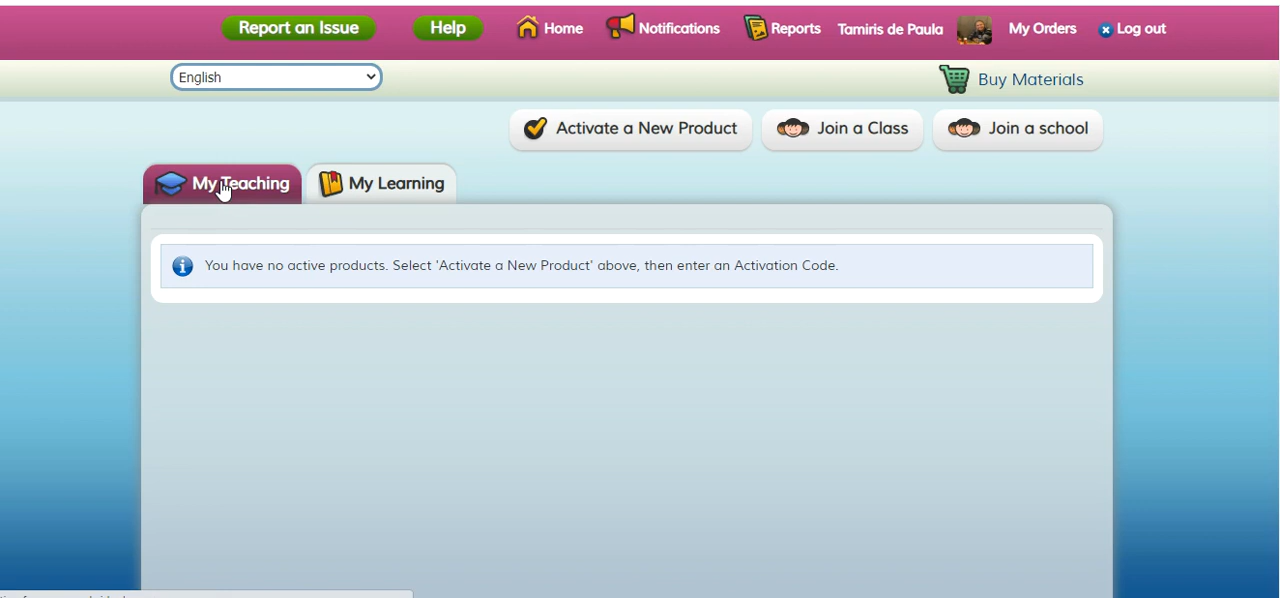 Report an Issue Help Home Notifications Reports Tamiris de Paula My Orders Log out
English Buy Materials
Activate a New Product Join a Class Join a school
My Teaching My Learning
You have no active products. Select 'Activate a New Product' above, then enter an Activation Code.